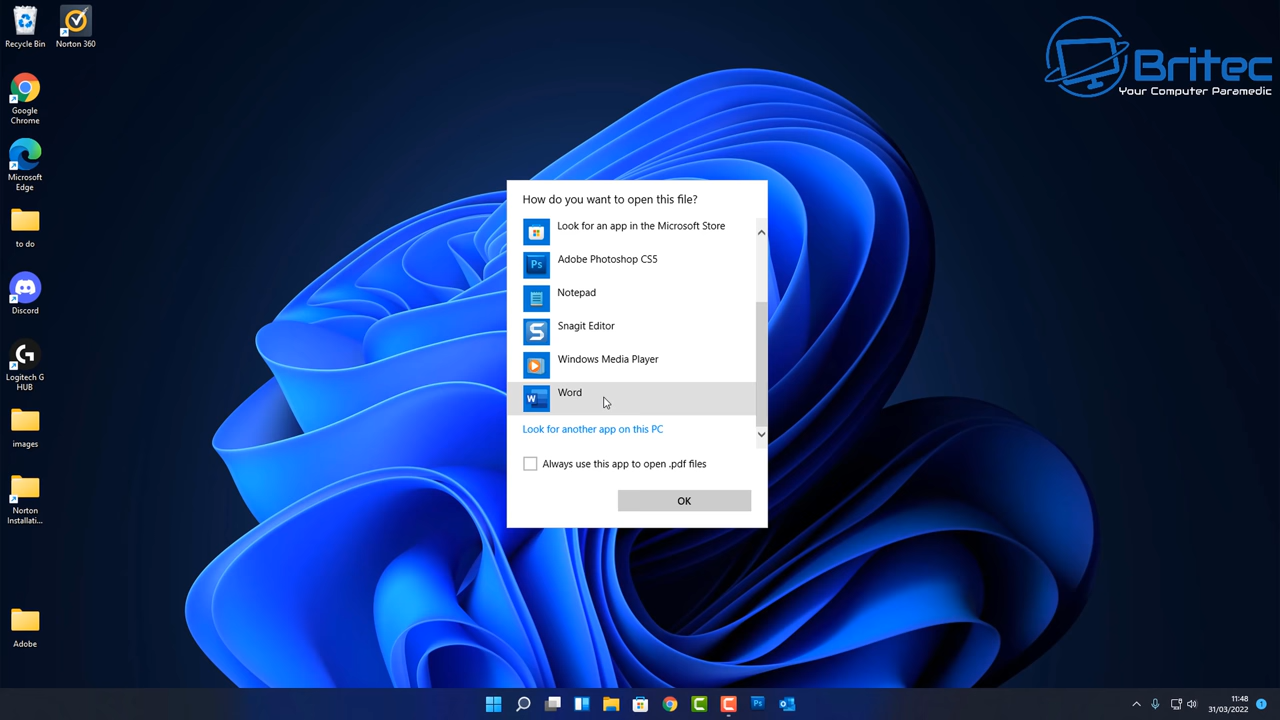 Recycle Bin
Norton 360
Google
Chrome
Microsoft
Edge
to do
Discord
Logitech G
HUB
images
Norton
Installati...
Adobe
Britec
Your Computer Paramedic
How do you want to open this file?
Look for an app in the Microsoft Store
Ps
Adobe Photoshop CS5
Notepad
S
Snagit Editor
Windows Media Player
W
Word
Look for another app on this PC
Always use this app to open .pdf files
OK
C
C
Ps
11:48
31/03/2022
1